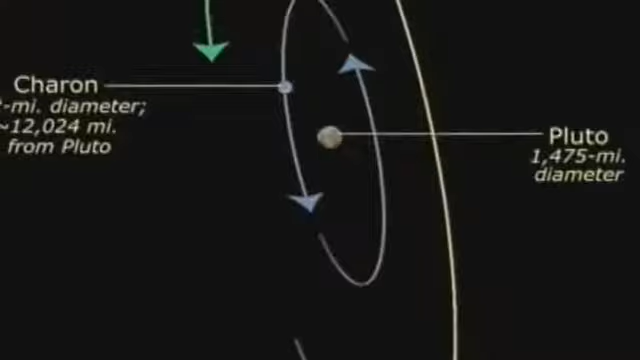 Charon
-mi. diameter;
~12,024 mi.
from Pluto
Pluto
1,475-mi.
diameter